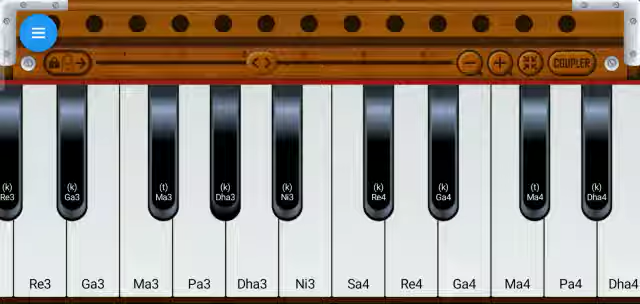 COUPLER
(k) (k) (t) (k) (k) (k) (k) (t) (k)
Re3 Ga3 Ma3 Dha3 Ni3 Re4 Ga4 Ma4 Dha4
Re3 Ga3 Ma3 Pa3 Dha3 Ni3 Sa4 Re4 Ga4 Ma4 Pa4 Dha4